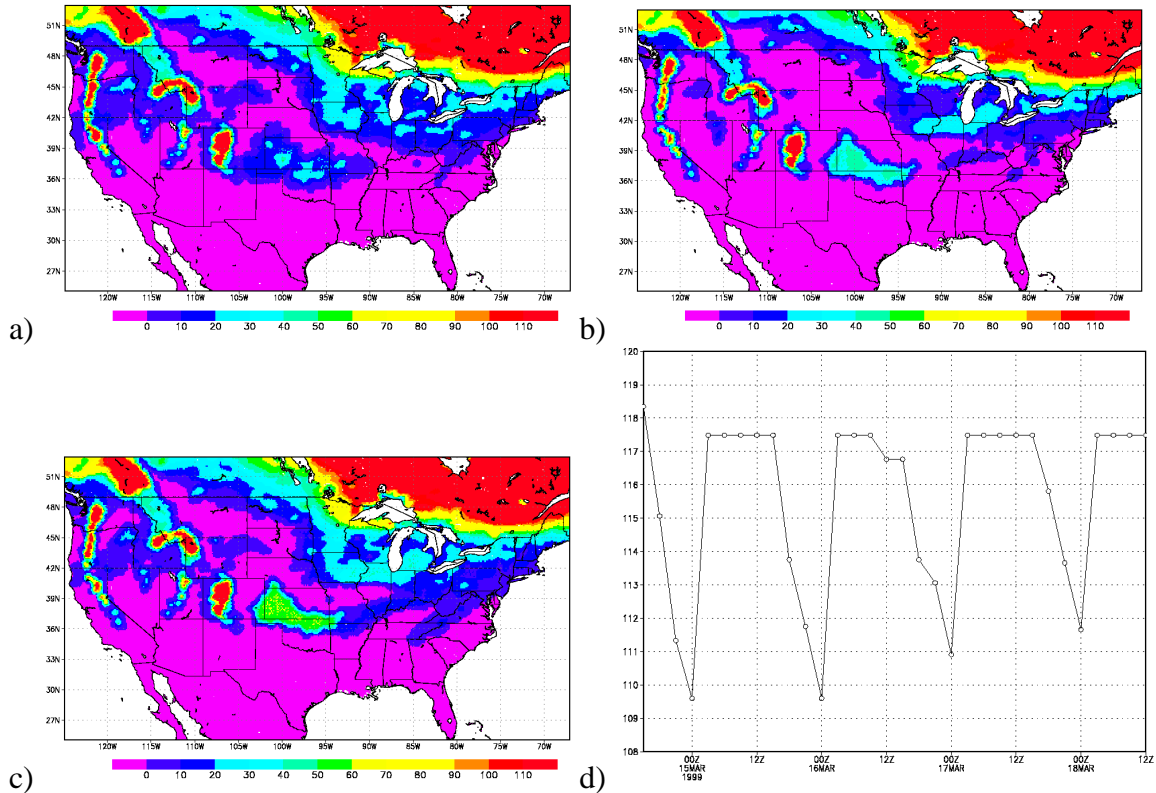 51N
48N
45N
42N
39N
36N
33N
30N
27N
120W 115W 110W 105W 100W 95W 90W 85W 80W 75W 70W
0 10 20 30 40 50 60 70 80 90 100 110
a)
51N
48N
45N
42N
39N
36N
33N
30N
27N
120W 115W 110W 105W 100W 95W 90W 85W 80W 75W 70W
0 10 20 30 40 50 60 70 80 90 100 110
b)
51N
48N
45N
42N
39N
36N
33N
30N
27N
120W 115W 110W 105W 100W 95W 90W 85W 80W 75W 70W
0 10 20 30 40 50 60 70 80 90 100 110
c)
120
119
118
117
116
115
114
113
112
111
110
109
108
00Z 12Z 00Z 12Z 00Z 12Z 00Z 12Z
15MAR 16MAR 17MAR 18MAR
1999
d)